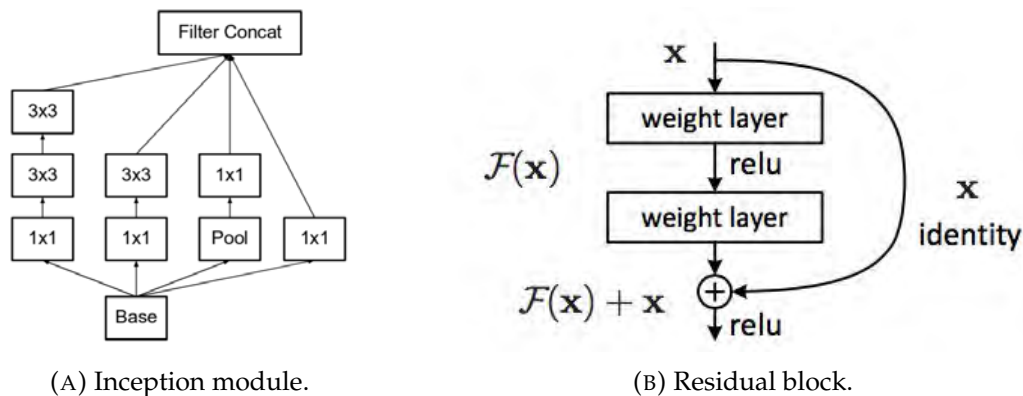 Filter Concat
3x3
3x3 3x3 1x1
1x1 1x1 Pool 1x1
Base
(A) Inception module.
x
weight layer
F(x) relu
weight layer
x
identity
F(x) + x +
relu
(B) Residual block.